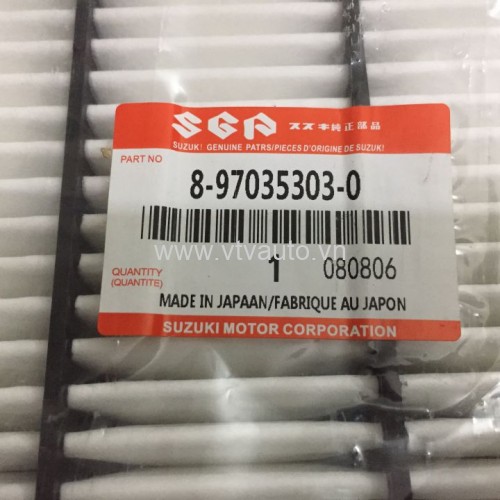 SGP スズキ純正部品
SUZUKI! GENUINE PATRS/PIECES D'ORIGINE DE SUZUKI!
PART NO
8-97035303-0
www.vtvauto.vn
1 080806
QUANTITY
(QUANTITE)
MADE IN JAPAAN/FABRIQUE AU JAPON
SUZUKI MOTOR CORPORATION